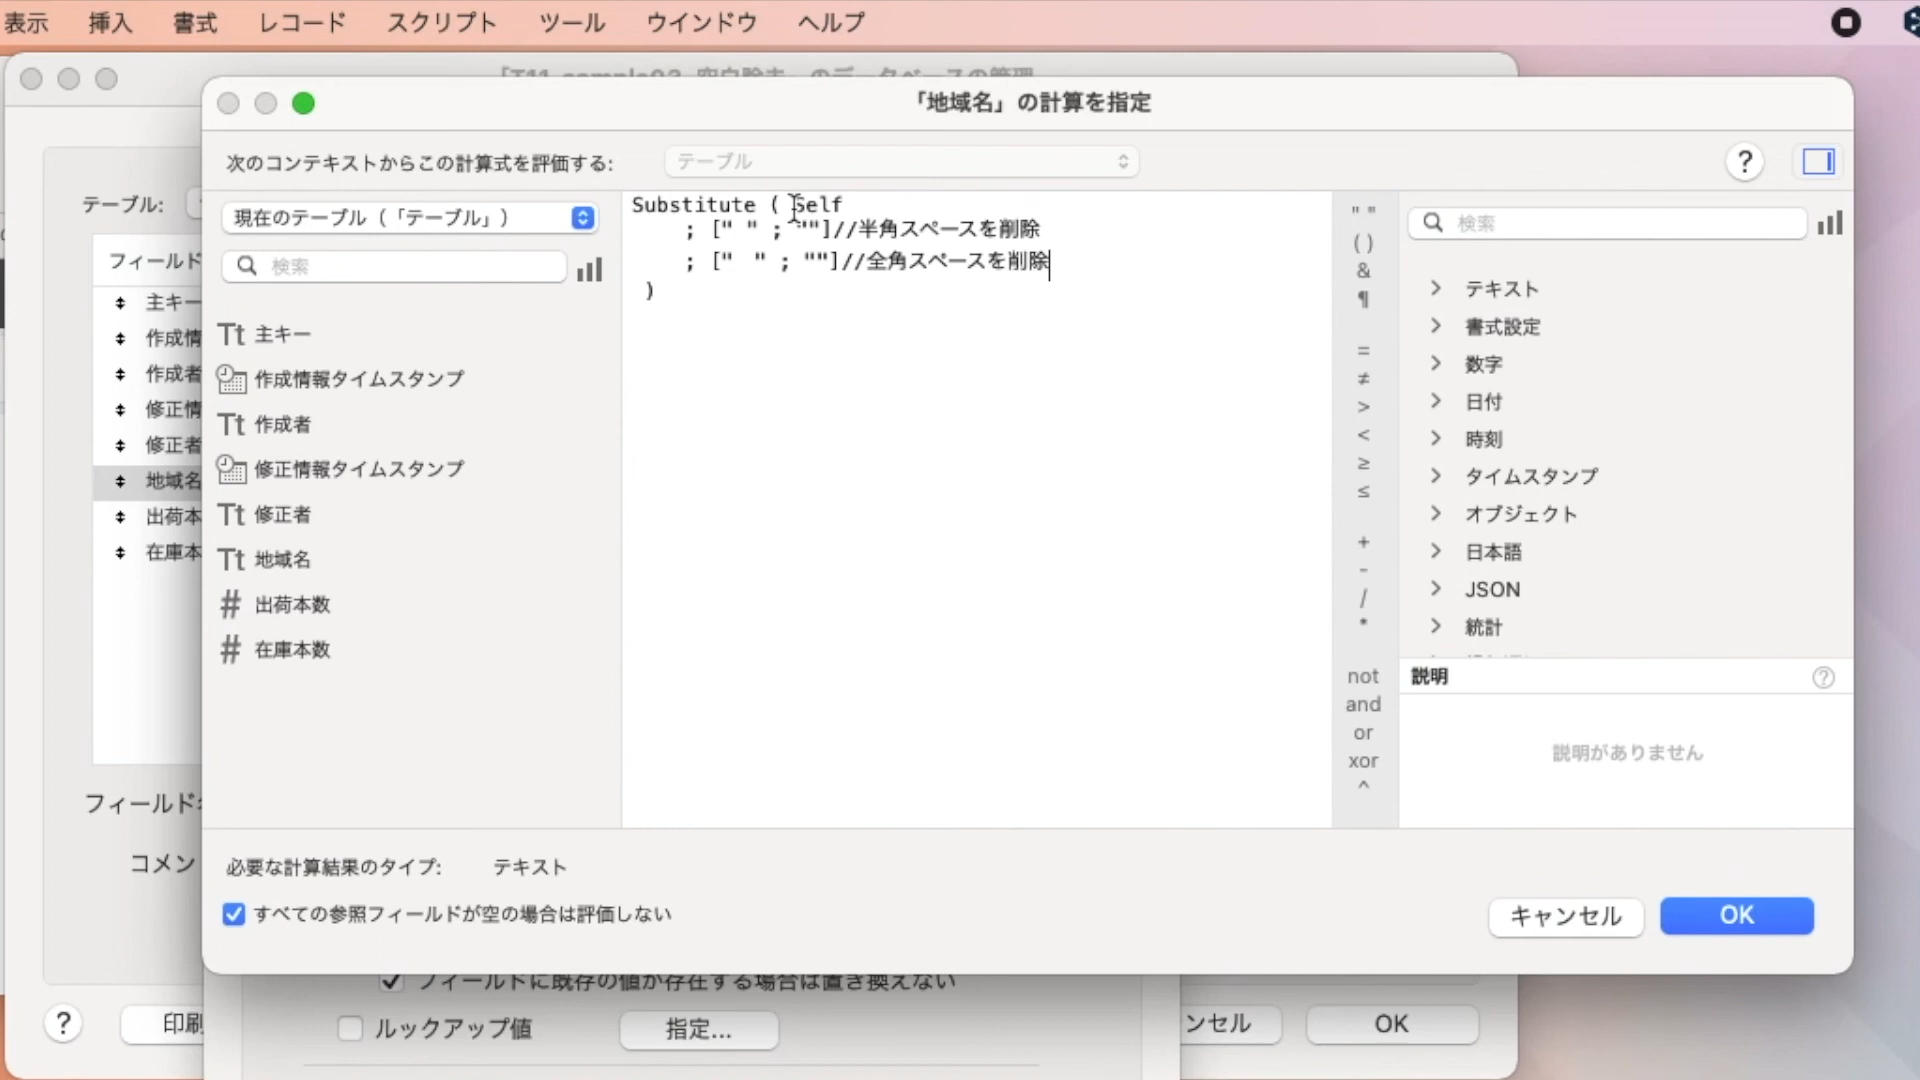 表示 挿入 書式 レコード スクリプト ツール ウインドウ ヘルプ
「地域名」の計算を指定
次のコンテキストからこの計算式を評価する: テーブル
?
テーブル:
現在のテーブル（「テーブル」）
検索
フィールド
主キー
作成情
作成者
修正情
修正者
地域名
出荷本
在庫本
Tt 主キー
作成情報タイムスタンプ
Tt 作成者
修正情報タイムスタンプ
Tt 修正者
Tt 地域名
# 出荷本数
# 在庫本数
Substitute ( Self
; [" " ; ""]//半角スペースを削除
; ["　" ; ""]//全角スペースを削除
)
" "
( )
&
¶
=
≠
>
<
≥
≤
+
-
/
*
not
and
or
xor
^
検索
テキスト
書式設定
数字
日付
時刻
タイムスタンプ
オブジェクト
日本語
JSON
統計
説明
?
説明がありません
フィールド
コメン
必要な計算結果のタイプ: テキスト
すべての参照フィールドが空の場合は評価しない
キャンセル OK
フィールドに既存の値が存在する場合は置き換えない
? 印刷
ルックアップ値 指定...
ンセル OK